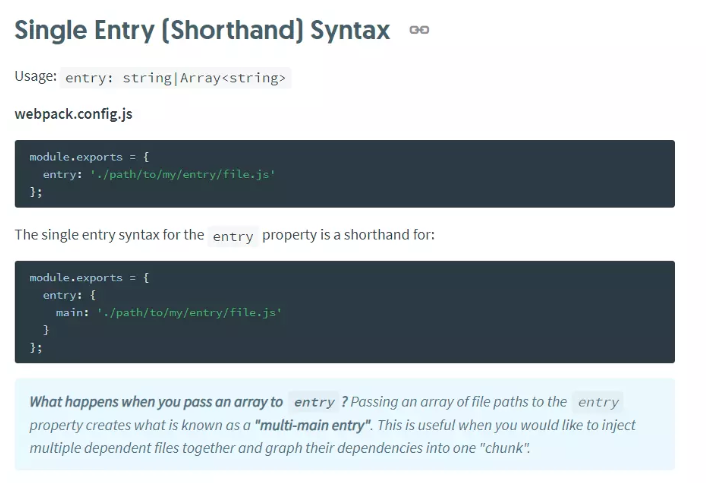 Single Entry (Shorthand) Syntax
Usage: entry: string|Array<string>
webpack.config.js
module.exports = {
  entry: './path/to/my/entry/file.js'
};
The single entry syntax for the entry property is a shorthand for:
module.exports = {
  entry: {
    main: './path/to/my/entry/file.js'
  }
};
What happens when you pass an array to entry ? Passing an array of file paths to the entry
property creates what is known as a "multi-main entry". This is useful when you would like to inject
multiple dependent files together and graph their dependencies into one "chunk".